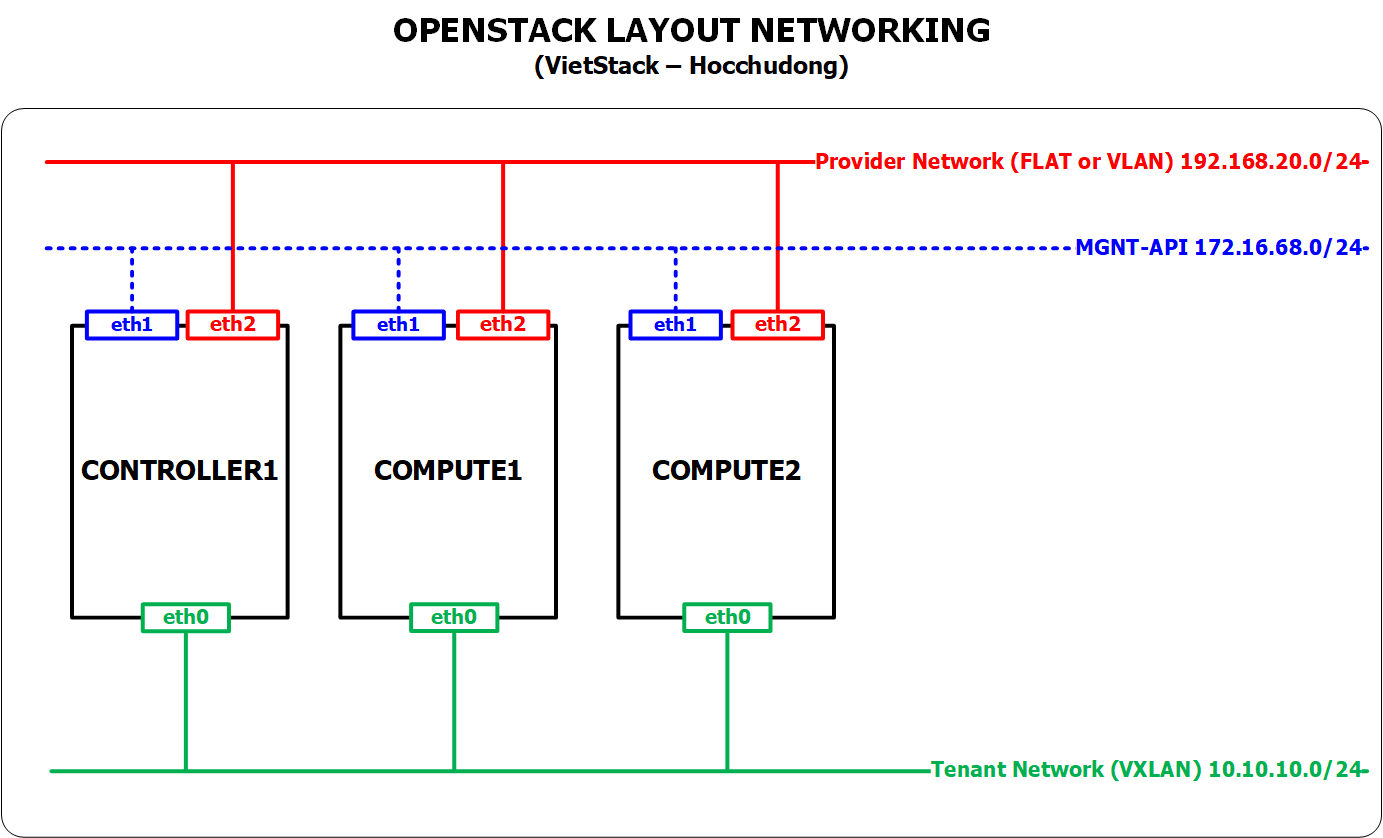 OPENSTACK LAYOUT NETWORKING
(VietStack – Hocchudong)
Provider Network (FLAT or VLAN) 192.168.20.0/24
MGNT-API 172.16.68.0/24
eth1
eth2
eth1
eth2
eth1
eth2
CONTROLLER1
COMPUTE1
COMPUTE2
eth0
eth0
eth0
Tenant Network (VXLAN) 10.10.10.0/24